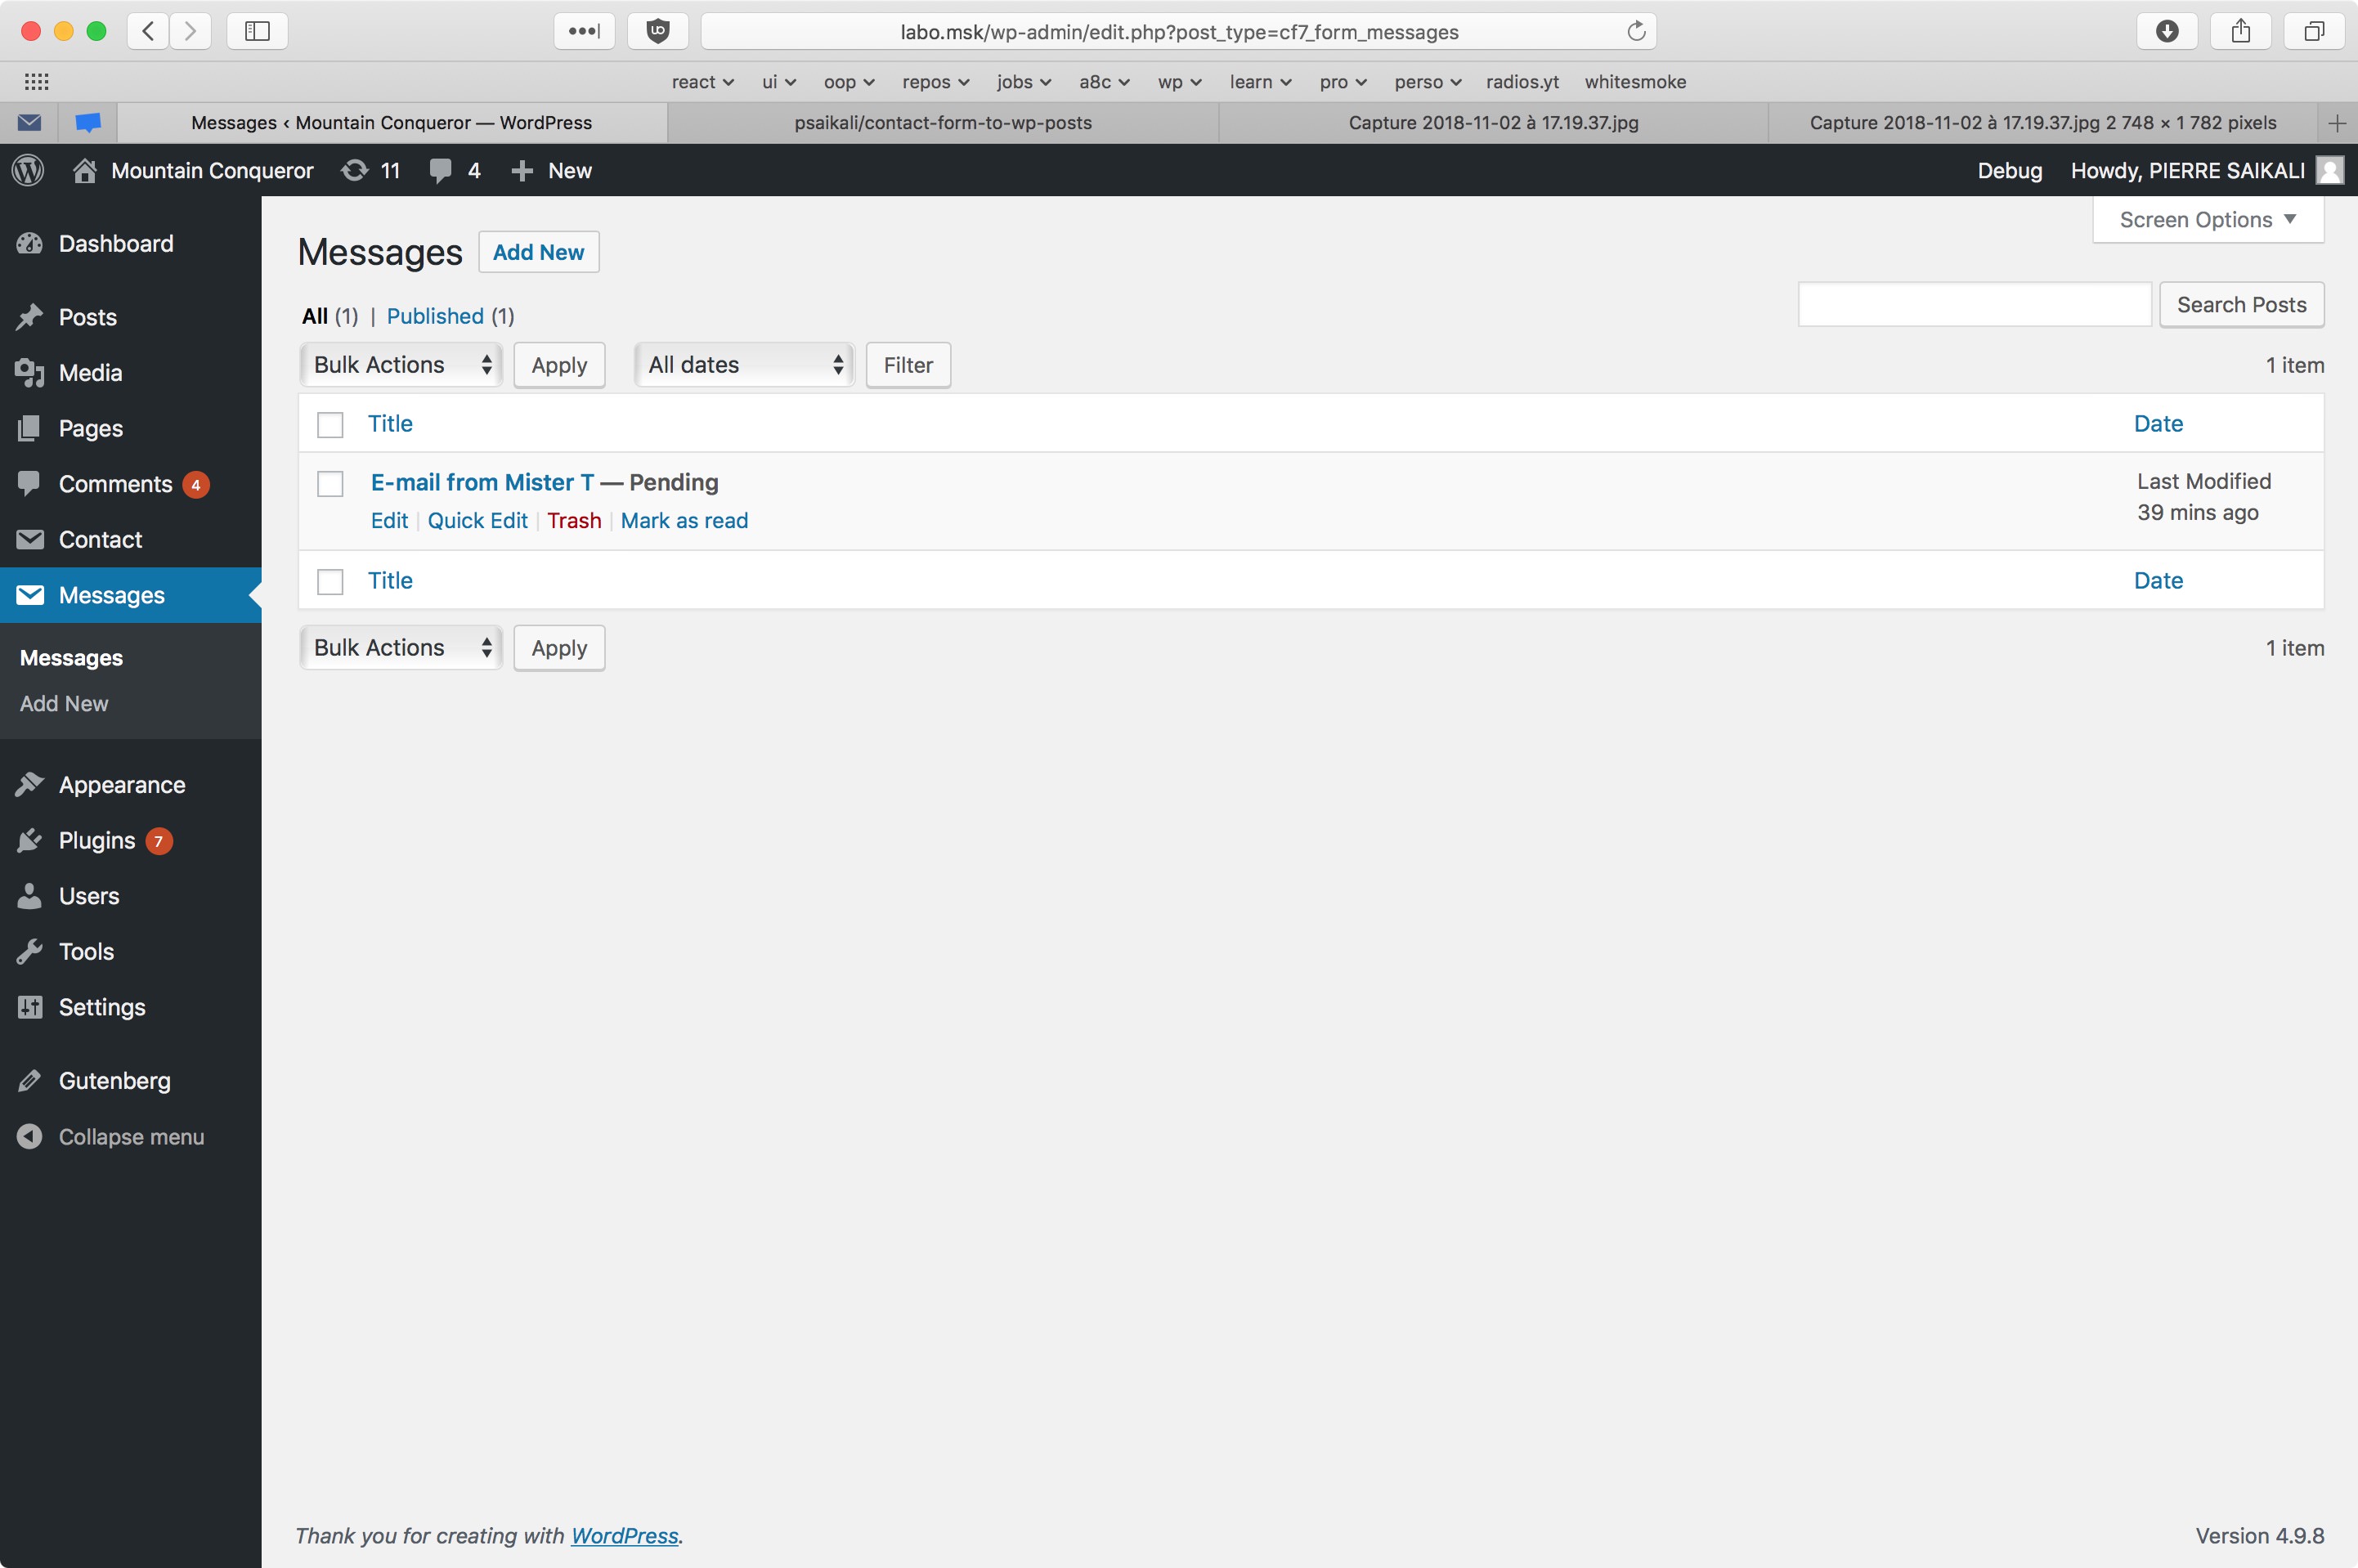 labo.msk/wp-admin/edit.php?post_type=cf7_form_messages
react ui oop repos jobs a8c wp learn pro perso radios.yt whitesmoke
Messages ‹ Mountain Conqueror — WordPress
psaikali/contact-form-to-wp-posts
Capture 2018-11-02 à 17.19.37.jpg
Capture 2018-11-02 à 17.19.37.jpg 2 748 × 1 782 pixels
Mountain Conqueror 11 4 New
Debug Howdy, PIERRE SAIKALI
Dashboard
Posts
Media
Pages
Comments 4
Contact
Messages
Messages
Add New
Appearance
Plugins 7
Users
Tools
Settings
Gutenberg
Collapse menu
Screen Options
Messages Add New
All (1) | Published (1)
Search Posts
Bulk Actions Apply All dates Filter
1 item
Title Date
E-mail from Mister T — Pending
Edit | Quick Edit | Trash | Mark as read
Last Modified
39 mins ago
Title Date
Bulk Actions Apply
1 item
Thank you for creating with WordPress.
Version 4.9.8